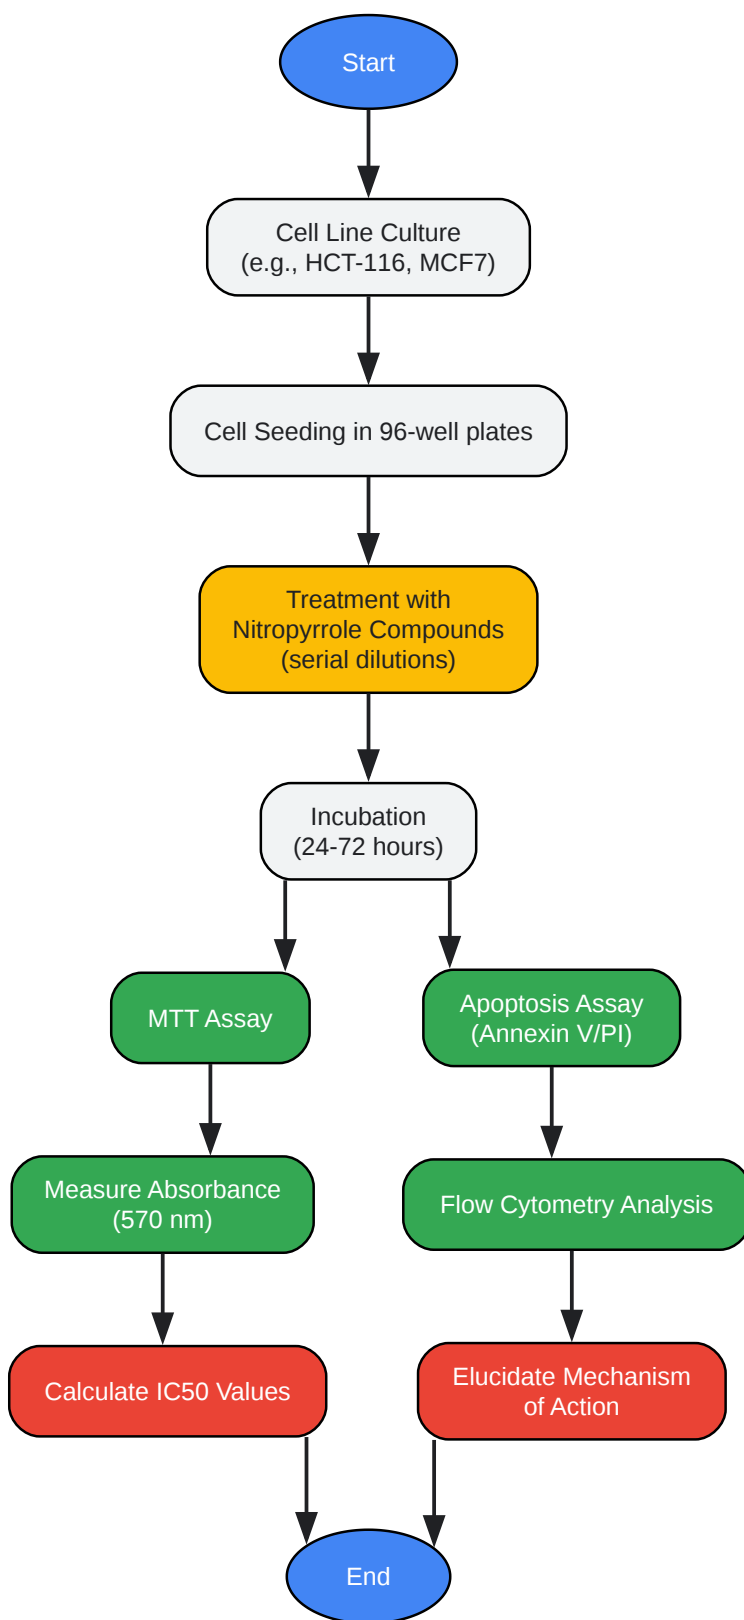 Start
Cell Line Culture
(e.g., HCT-116, MCF7)
Cell Seeding in 96-well plates
Treatment with
Nitropyrrole Compounds
(serial dilutions)
Incubation
(24-72 hours)
MTT Assay
Apoptosis Assay
(Annexin V/PI)
Measure Absorbance
(570 nm)
Flow Cytometry Analysis
Calculate IC50 Values
Elucidate Mechanism
of Action
End